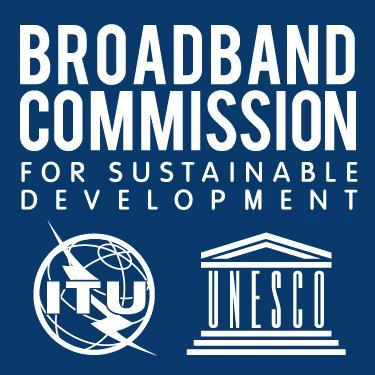 BROADBAND
COMMISSION
FOR SUSTAINABLE
DEVELOPMENT
ITU
UNESCO